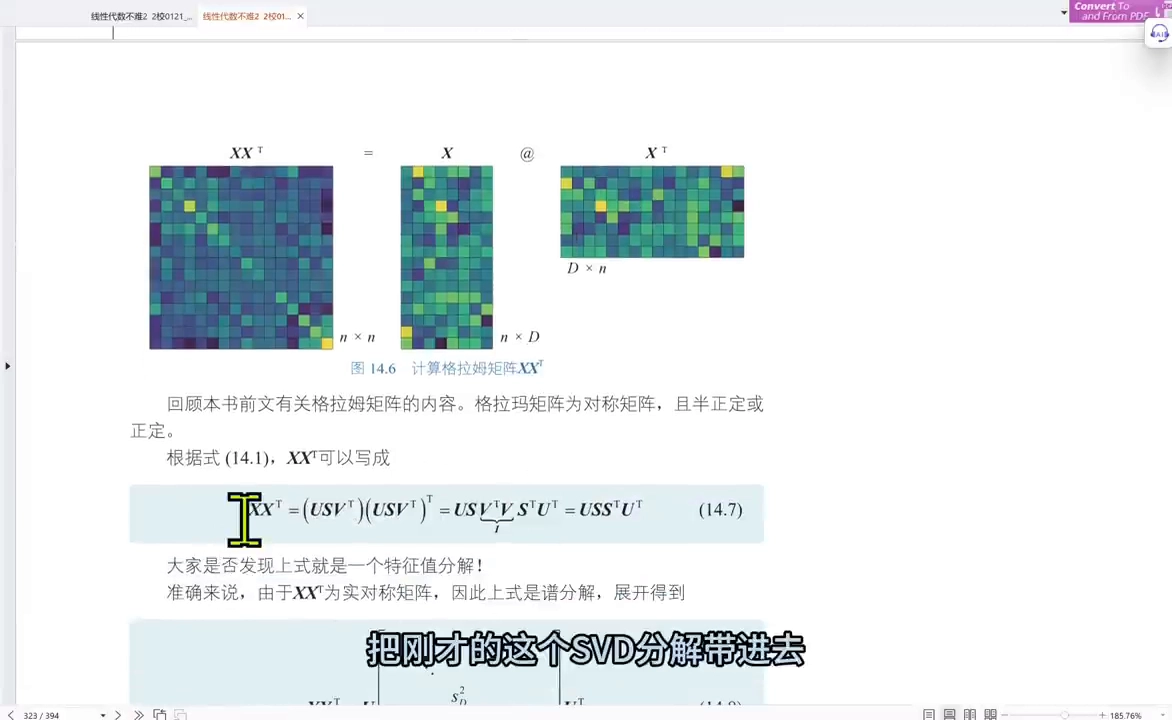 线性代数不难2 2校0121_...
线性代数不难2 2校01...
Convert To
and From PDF
XXᵀ = X @ Xᵀ
D × n
n × n
n × D
图 14.6 计算格拉姆矩阵XXᵀ
回顾本书前文有关格拉姆矩阵的内容。格拉玛矩阵为对称矩阵，且半正定或
正定。
根据式 (14.1)，XXᵀ可以写成
XXᵀ = (USVᵀ)(USVᵀ)ᵀ = USVᵀVSᵀUᵀ = USSᵀUᵀ (14.7)
I
大家是否发现上式就是一个特征值分解！
准确来说，由于XXᵀ为实对称矩阵，因此上式是谱分解，展开得到
把刚才的这个SVD分解带进去
s²_D
323 / 394
185.76%